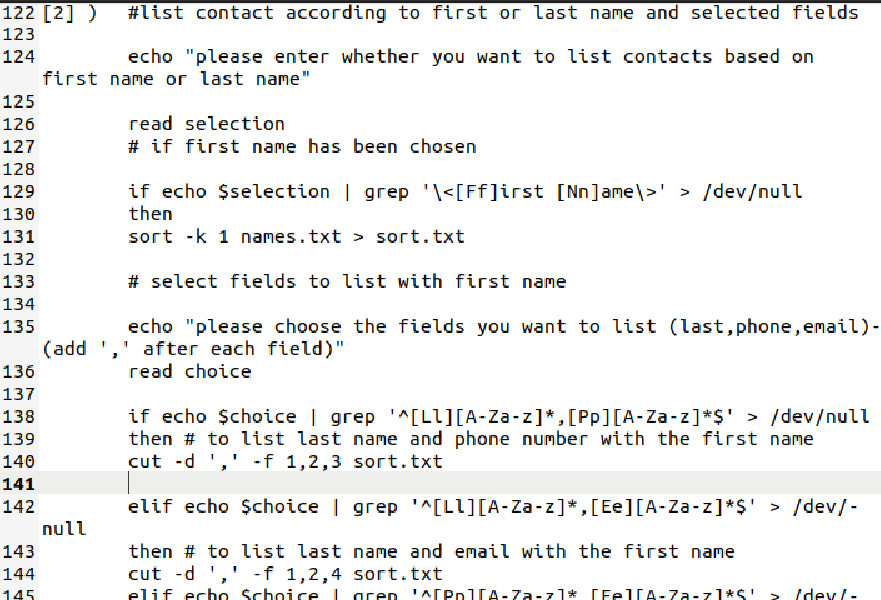 122 [2] ) #list contact according to first or last name and selected fields
123
124 echo "please enter whether you want to list contacts based on
first name or last name"
125
126 read selection
127 # if first name has been chosen
128
129 if echo $selection | grep '\<[Ff]irst [Nn]ame\>' > /dev/null
130 then
131 sort -k 1 names.txt > sort.txt
132
133 # select fields to list with first name
134
135 echo "please choose the fields you want to list (last,phone,email)-
(add ',' after each field)"
136 read choice
137
138 if echo $choice | grep '^[Ll][A-Za-z]*,[Pp][A-Za-z]*$' > /dev/null
139 then # to list last name and phone number with the first name
140 cut -d ',' -f 1,2,3 sort.txt
141
142 elif echo $choice | grep '^[Ll][A-Za-z]*,[Ee][A-Za-z]*$' > /dev/-
null
143 then # to list last name and email with the first name
144 cut -d ',' -f 1,2,4 sort.txt
145 elif echo $choice | grep '^[Pp][A-Za-z]*,[Ee][A-Za-z]*$' > /dev/-